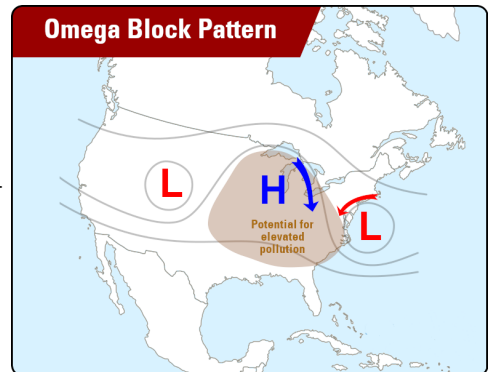 Omega Block Pattern
L
H
Potential for
elevated
pollution
L